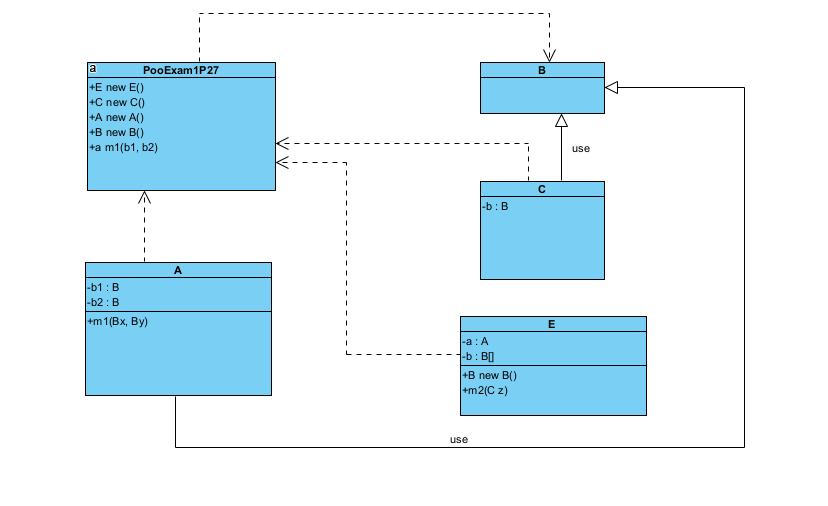 a
PooExam1P27
+E new E()
+C new C()
+A new A()
+B new B()
+a m1(b1, b2)
B
use
C
-b : B
A
-b1 : B
-b2 : B
+m1(Bx, By)
E
-a : A
-b : B[]
+B new B()
+m2(C z)
use